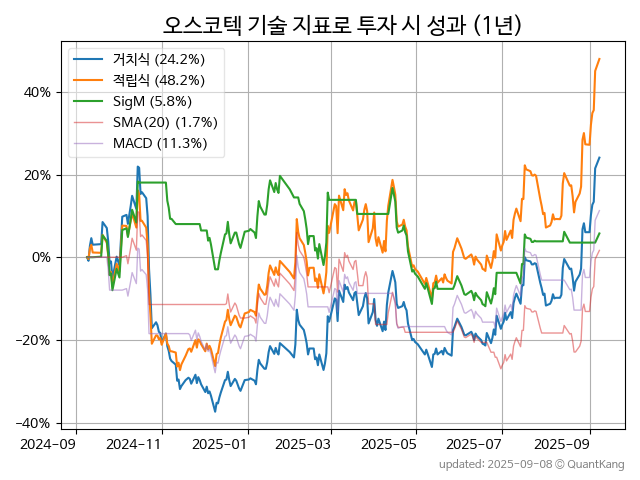 오스코텍 기술 지표로 투자 시 성과 (1년)
거치식 (24.2%)
적립식 (48.2%)
SigM (5.8%)
SMA(20) (1.7%)
MACD (11.3%)
40%
20%
0%
−20%
−40%
2024-09 2024-11 2025-01 2025-03 2025-05 2025-07 2025-09
updated: 2025-09-08 © QuantKang